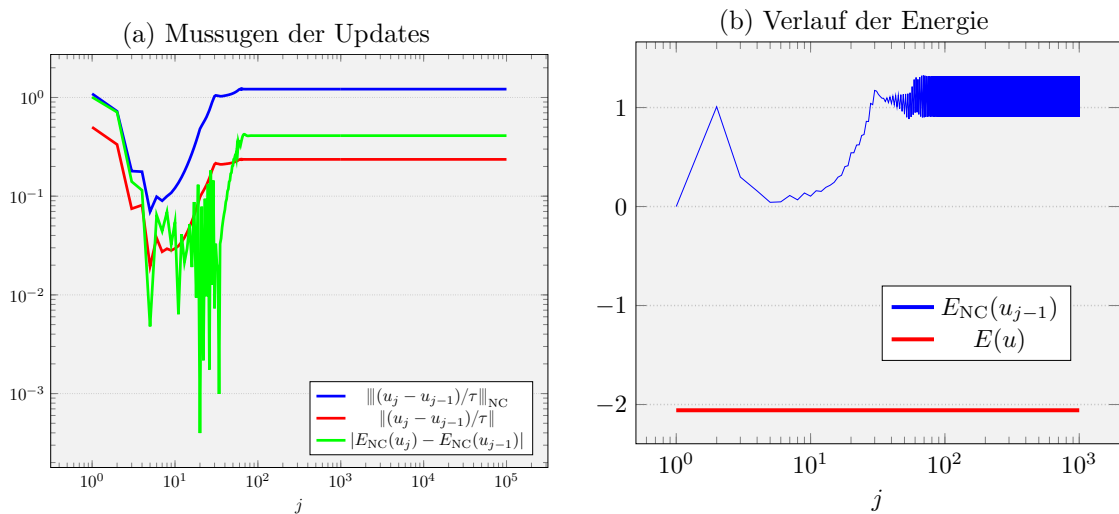 (a) Mussugen der Updates
10^0
10^{-1}
10^{-2}
10^{-3}
10^0 10^1 10^2 10^3 10^4 10^5
j
⦀(u_j − u_{j−1})/τ⦀_NC
‖(u_j − u_{j−1})/τ‖
|E_NC(u_j) − E_NC(u_{j−1})|
(b) Verlauf der Energie
1
0
−1
−2
10^0 10^1 10^2 10^3
j
E_NC(u_{j−1})
E(u)